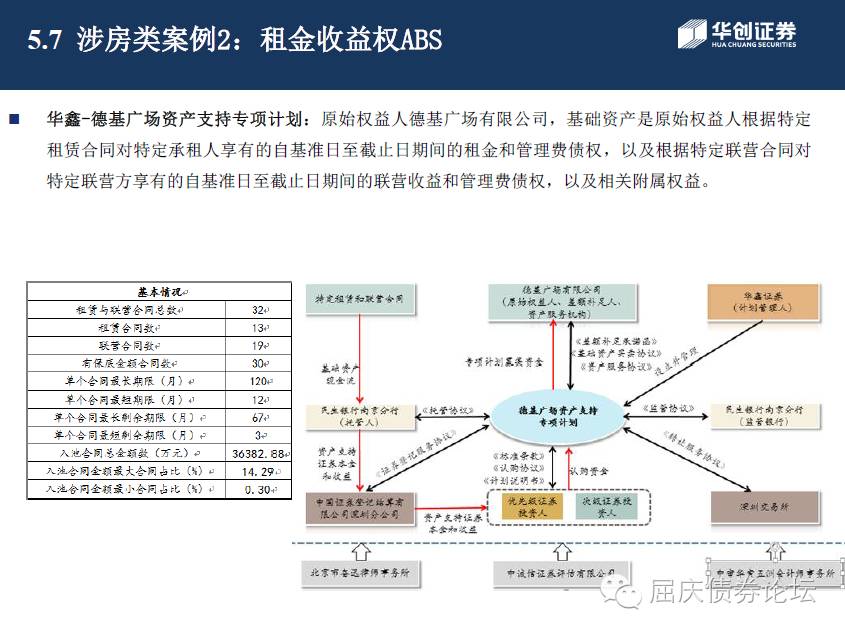 5.7 涉房类案例2：租金收益权ABS
华创证券
HUA CHUANG SECURITIES
华鑫-德基广场资产支持专项计划：原始权益人德基广场有限公司，基础资产是原始权益人根据特定
租赁合同对特定承租人享有的自基准日至截止日期间的租金和管理费债权，以及根据特定联营合同对
特定联营方享有的自基准日至截止日期间的联营收益和管理费债权，以及相关附属权益。
基本情况
租赁与联营合同总数 32
租赁合同数 13
联营合同数 19
有保底金额合同数 30
单个合同最长期限（月） 120
单个合同最短期限（月） 12
单个合同最长剩余期限（月） 67
单个合同最短剩余期限（月） 3
入池合同总金额数（万元） 36382.88
入池合同金额最大合同占比（%） 14.29
入池合同金额最小合同占比（%） 0.30
特定租赁和联营合同
德基广场有限公司
（原始权益人、差额补足人、
资产服务机构）
华鑫证券
（计划管理人）
基础资产
现金流
专项计划募集资金
《差额补足承诺函》
《基础资产买卖协议》
《资产服务协议》
设立并管理
民生银行南京分行
（托管人）
《托管协议》
德基广场资产支持
专项计划
《监管协议》
民生银行南京分行
（监管银行）
资产支持
证券本金
和收益
《证券登记服务协议》
《标准条款》
《认购协议》
《计划说明书》
认购资金
《转让服务协议》
中国证券登记结算有
限公司深圳分公司
资产支持证券
本金和收益
优先级证券
投资人
次级证券投
资人
深圳交易所
中诚信证券评估有限公司
屈庆债券论坛